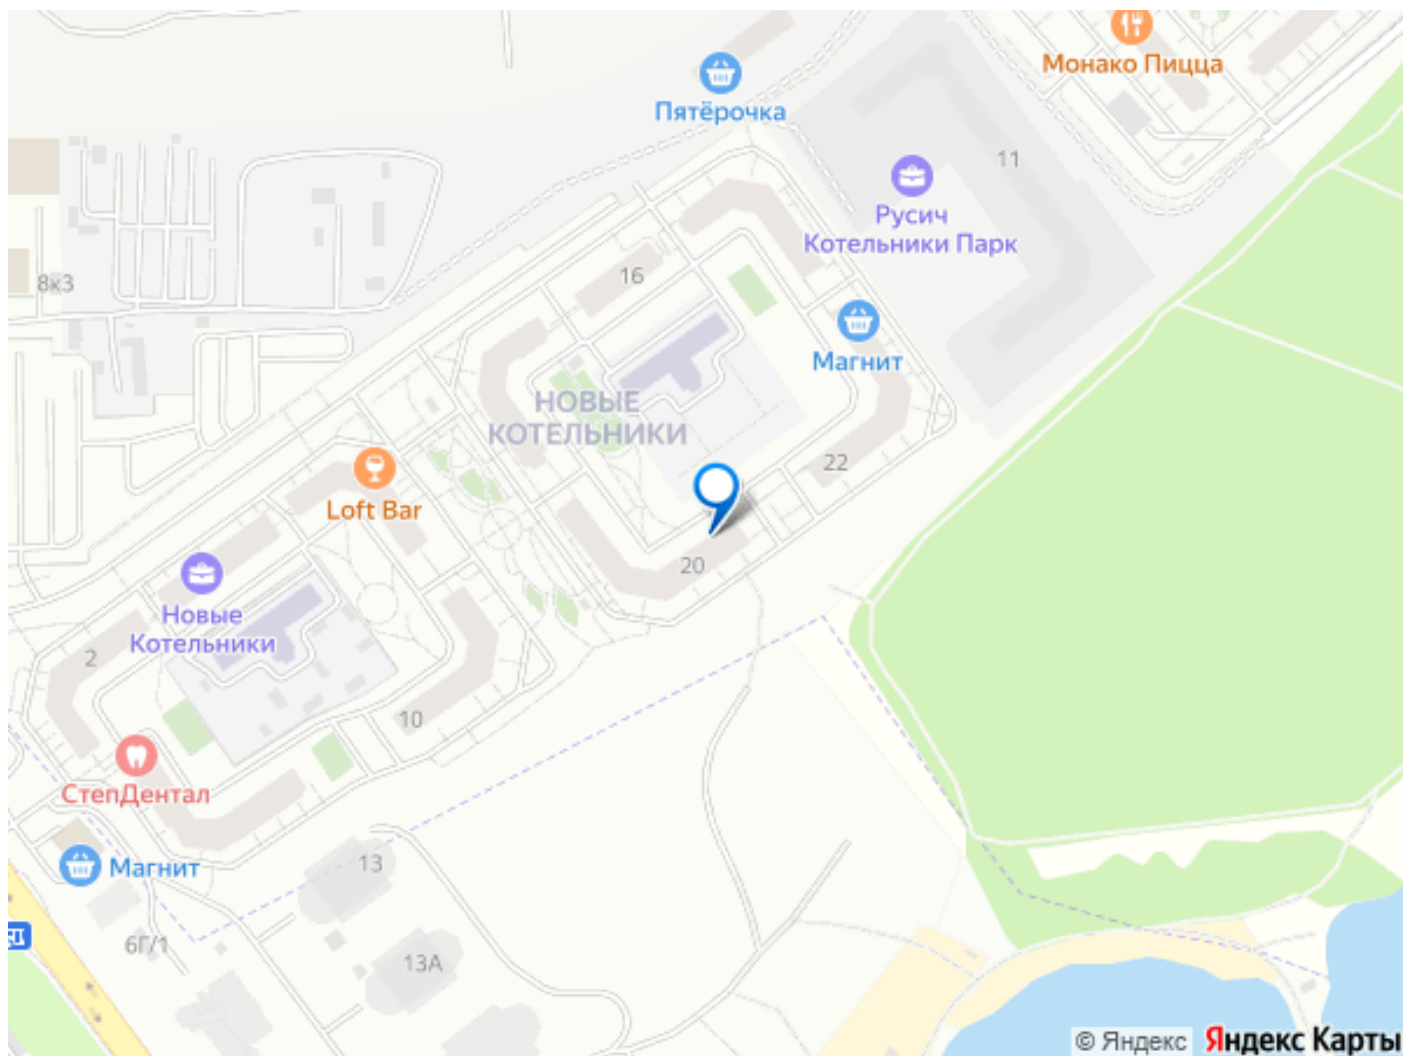 Монако Пицца
Пятёрочка
11
Русич
Котельники Парк
16
8к3
Магнит
НОВЫЕ
КОТЕЛЬНИКИ
22
Loft Bar
20
Новые
Котельники
2
10
СтепДентал
Магнит
13
6Г/1
13А
© Яндекс Яндекс Карты